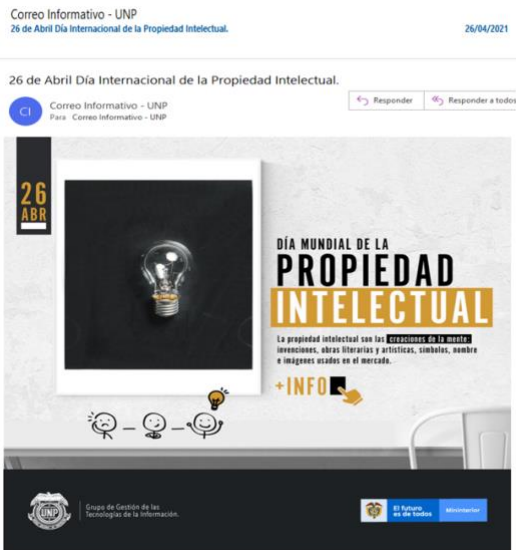 Correo Informativo - UNP
26 de Abril Día Internacional de la Propiedad Intelectual.
26/04/2021
26 de Abril Día Internacional de la Propiedad Intelectual.
Responder
Responder a todos
CI
Correo Informativo - UNP
Para Correo Informativo - UNP
26
ABR
DÍA MUNDIAL DE LA
PROPIEDAD
INTELECTUAL
La propiedad intelectual son las creaciones de la mente:
invenciones, obras literarias y artísticas, símbolos, nombre
e imágenes usados en el mercado.
+INFO
UNP
Grupo de Gestión de las
Tecnologías de la Información.
El futuro
es de todos
Mininterior